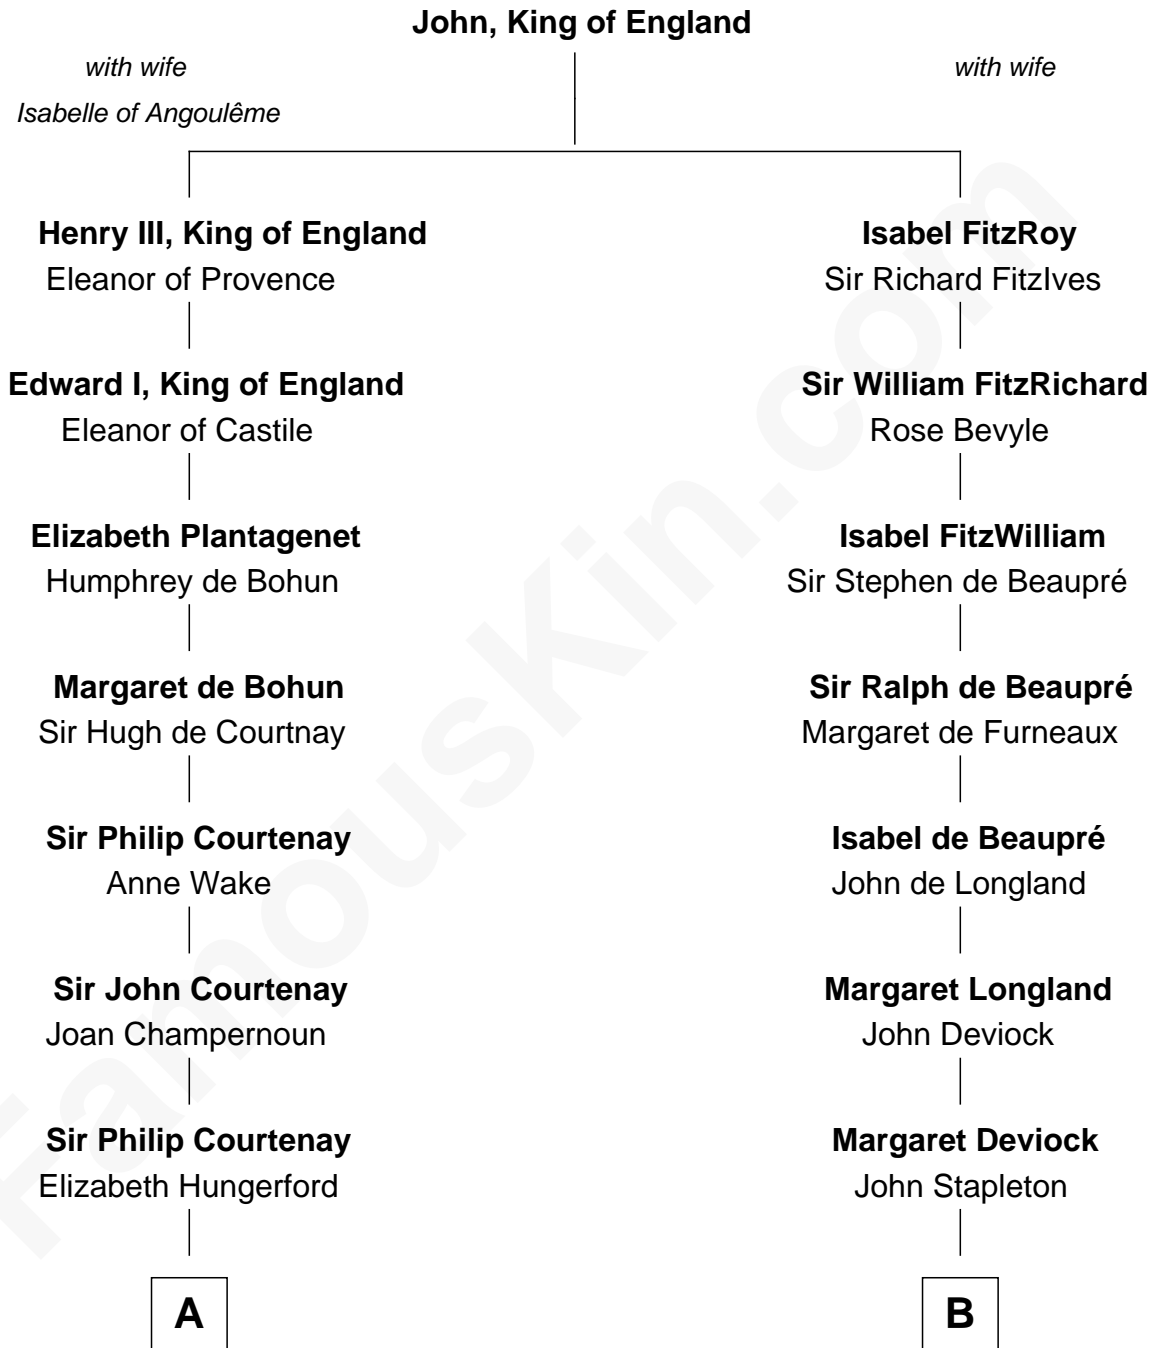 John, King of England
with wife
Isabelle of Angoulême
with wife
Henry III, King of England
Eleanor of Provence
Isabel FitzRoy
Sir Richard FitzIves
Edward I, King of England
Eleanor of Castile
Sir William FitzRichard
Rose Bevyle
Elizabeth Plantagenet
Humphrey de Bohun
Isabel FitzWilliam
Sir Stephen de Beaupré
Margaret de Bohun
Sir Hugh de Courtnay
Sir Ralph de Beaupré
Margaret de Furneaux
Sir Philip Courtenay
Anne Wake
Isabel de Beaupré
John de Longland
Sir John Courtenay
Joan Champernoun
Margaret Longland
John Deviock
Sir Philip Courtenay
Elizabeth Hungerford
Margaret Deviock
John Stapleton
A
B
FamousKin.com